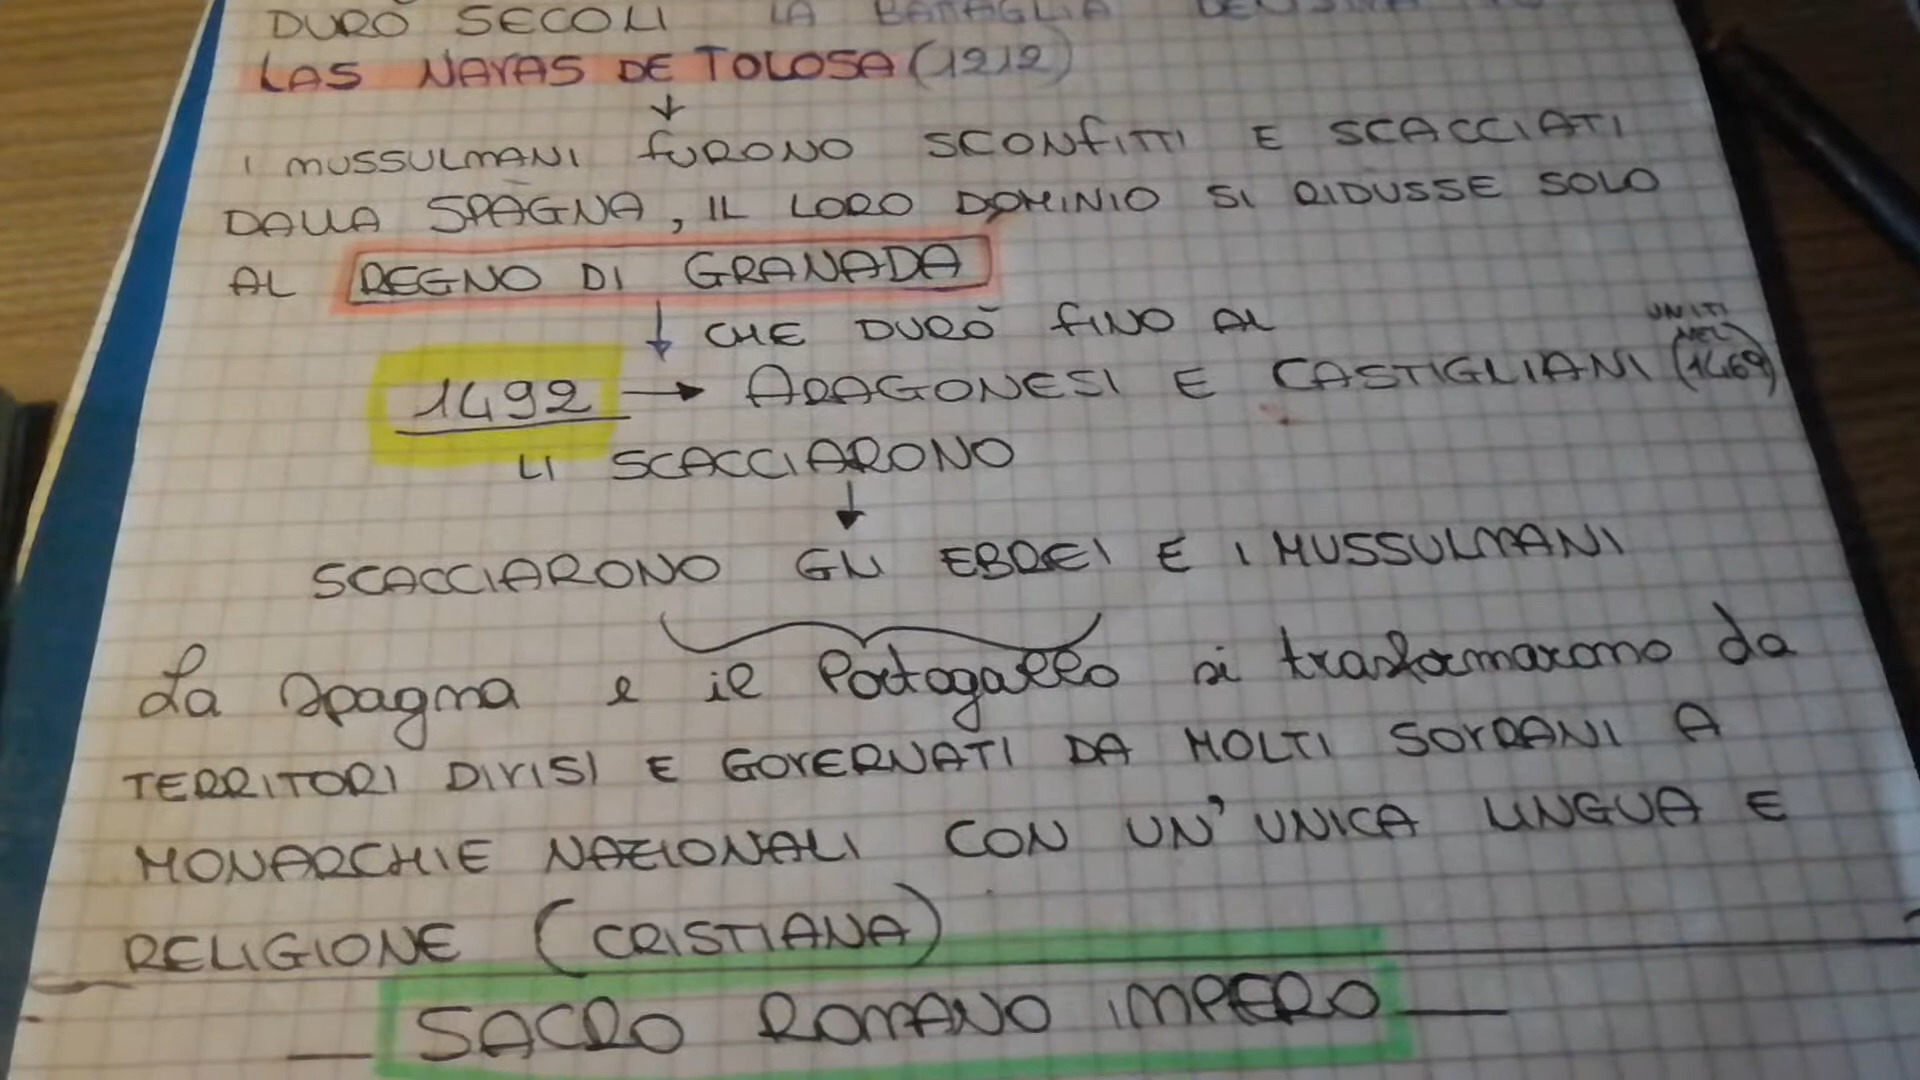 DURÒ SECOLI LA BATTAGLIA DECISIVA
LAS NAVAS DE TOLOSA (1212)
↓
I MUSSULMANI FURONO SCONFITTI E SCACCIATI
DALLA SPAGNA, IL LORO DOMINIO SI RIDUSSE SOLO
AL REGNO DI GRANADA
↓ CHE DURÒ FINO AL
1492 → ARAGONESI E CASTIGLIANI (UNITI NEL 1469)
LI SCACCIARONO
↓
SCACCIARONO GLI EBREI E I MUSSULMANI
La Spagna e il Portogallo si trasformarono da
TERRITORI DIVISI E GOVERNATI DA MOLTI SOVRANI A
MONARCHIE NAZIONALI CON UN'UNICA LINGUA E
RELIGIONE (CRISTIANA)
SACRO ROMANO IMPERO